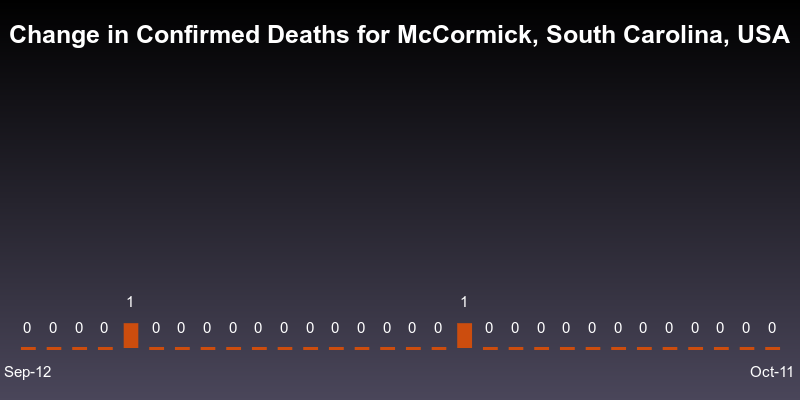 Change in Confirmed Deaths for McCormick, South Carolina, USA
1 1
0 0 0 0 0 0 0 0 0 0 0 0 0 0 0 0 0 0 0 0 0 0 0 0 0 0 0 0
Sep-12 Oct-11